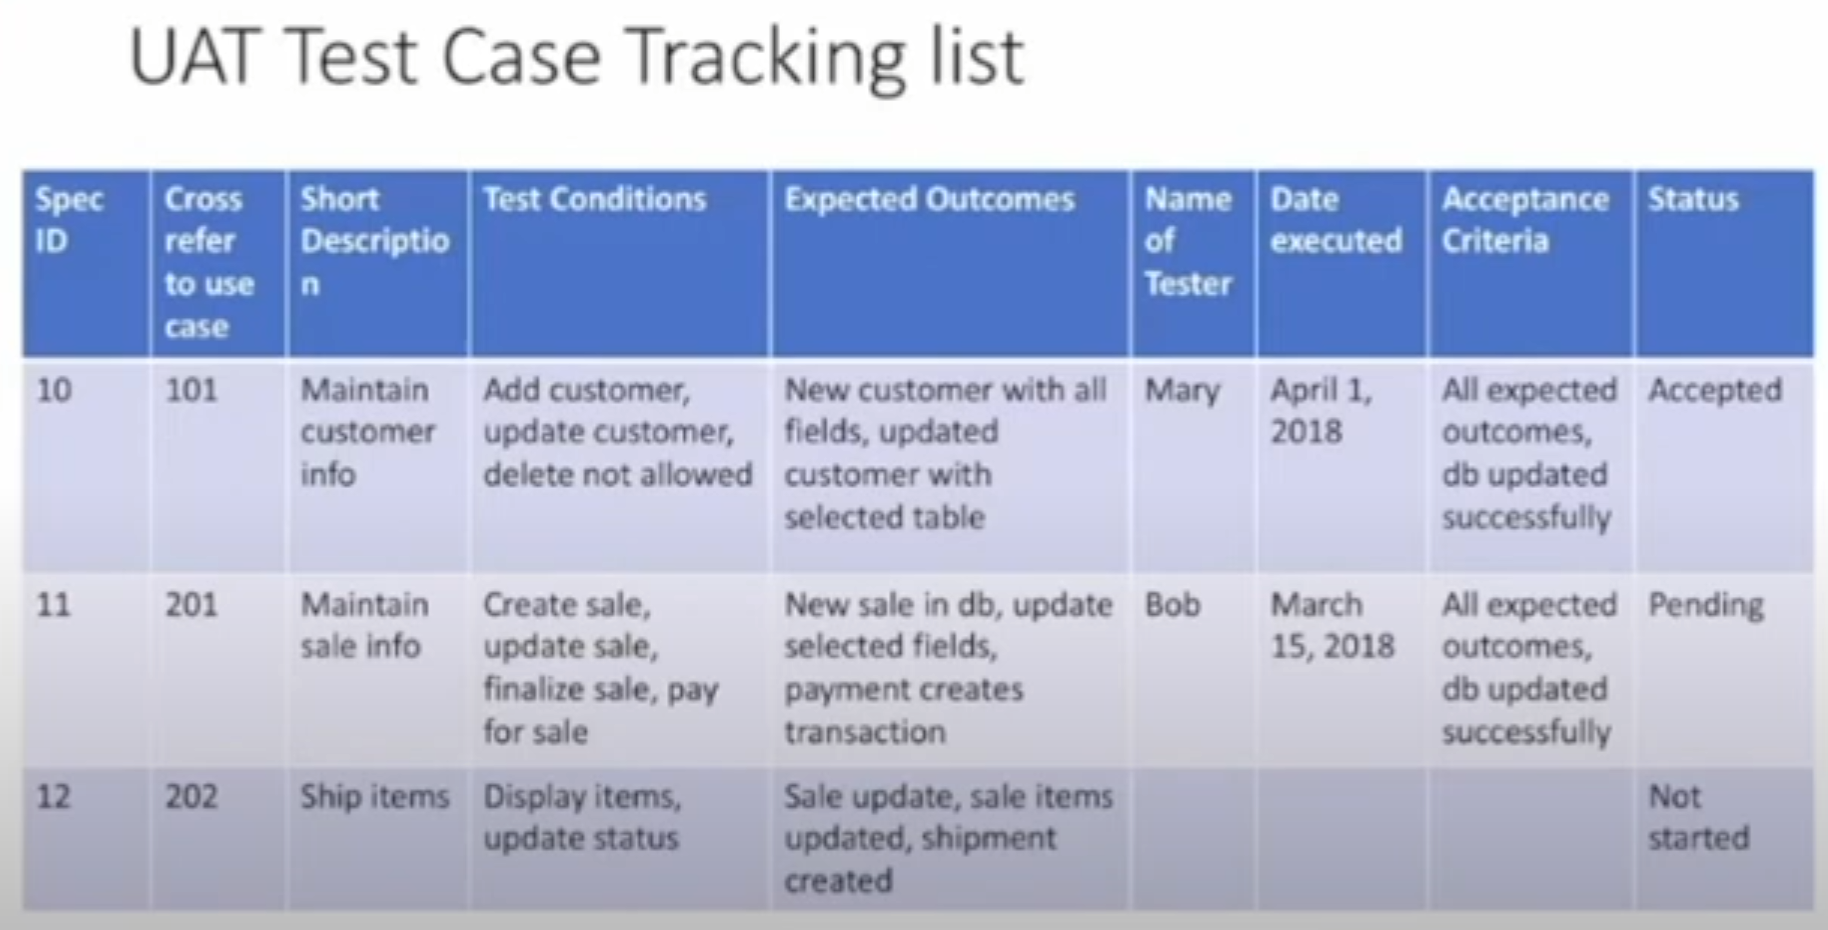 UAT Test Case Tracking list
Spec ID
Cross refer to use case
Short Descriptio n
Test Conditions
Expected Outcomes
Name of Tester
Date executed
Acceptance Criteria
Status
10
101
Maintain customer info
Add customer, update customer, delete not allowed
New customer with all fields, updated customer with selected table
Mary
April 1, 2018
All expected outcomes, db updated successfully
Accepted
11
201
Maintain sale info
Create sale, update sale, finalize sale, pay for sale
New sale in db, update selected fields, payment creates transaction
Bob
March 15, 2018
All expected outcomes, db updated successfully
Pending
12
202
Ship items
Display items, update status
Sale update, sale items updated, shipment created
Not started